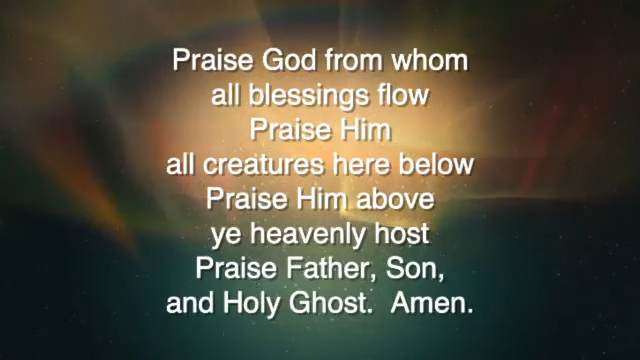 Praise God from whom
all blessings flow
Praise Him
all creatures here below
Praise Him above
ye heavenly host
Praise Father, Son,
and Holy Ghost.  Amen.